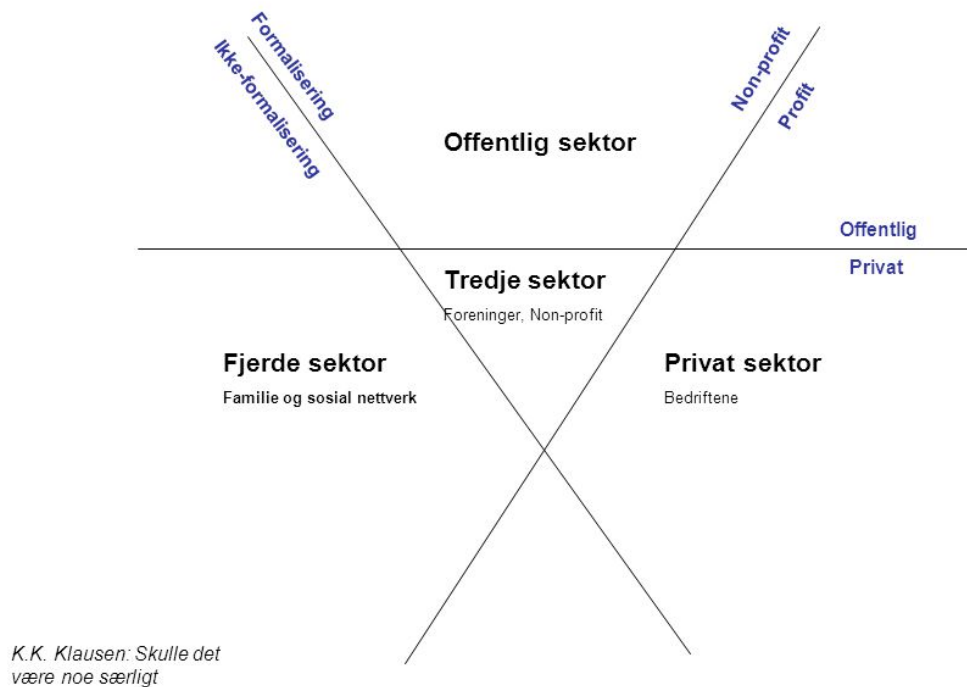 Formalisering
Ikke-formalisering
Non-profit
Profit
Offentlig sektor
Offentlig
Privat
Tredje sektor
Foreninger, Non-profit
Fjerde sektor
Familie og sosial nettverk
Privat sektor
Bedriftene
K.K. Klausen: Skulle det
være noe særligt